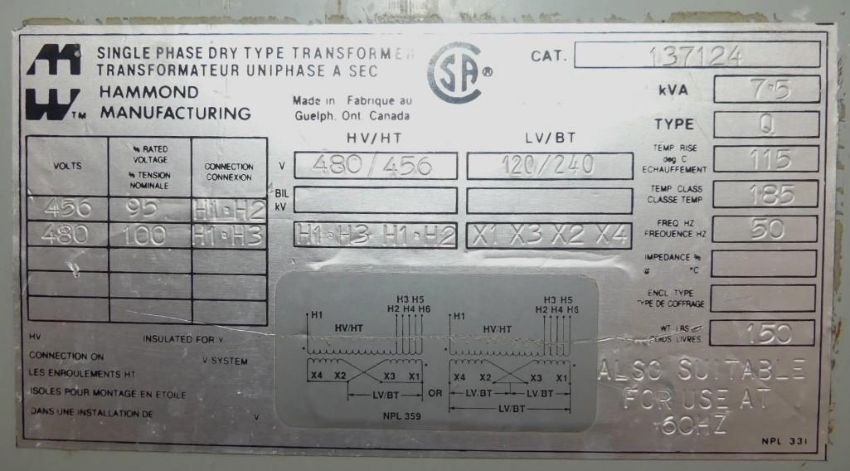 SINGLE PHASE DRY TYPE TRANSFORMER
TRANSFORMATEUR UNIPHASE A SEC
HAMMOND
MANUFACTURING
TM
CSA ®
Made in Fabrique au
Guelph, Ont. Canada
CAT. 137124
kVA 7.5
TYPE Q
TEMP RISE
deg C
ECHAUFFEMENT
115
TEMP CLASS
CLASSE TEMP
185
FREQ HZ
FREQUENCE HZ
50
IMPEDANCE %
°C
ENCL TYPE
TYPE DE COFFRAGE
WT LBS
POIDS LIVRES
150
HV/HT LV/BT
V 480/456 120/240
BIL
kV
H1•H3 H1•H2 X1 X3 X2 X4
VOLTS
% RATED
VOLTAGE
% TENSION
NOMINALE
CONNECTION
CONNEXION
456 95 H1•H2
480 100 H1•H3
HV INSULATED FOR Y
CONNECTION ON V SYSTEM
LES ENROULEMENTS HT
ISOLES POUR MONTAGE EN ETOILE
DANS UNE INSTALLATION DE V
H1 H3 H5
H2 H4 H6
HV/HT
X4 X2 X3 X1
LV/BT
OR
H1 H3 H5
H2 H4 H6
HV/HT
X4 X2 X3 X1
LV/BT
LV/BT
NPL 359
ALSO SUITABLE
FOR USE AT
60HZ
NPL 331